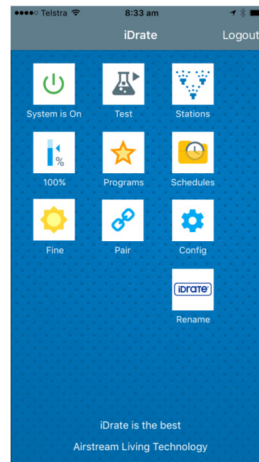 Telstra 8:33 am
iDrate Logout
System is On Test Stations
%
100% Programs Schedules
Fine Pair Config
iDRATE
Rename
iDrate is the best
Airstream Living Technology